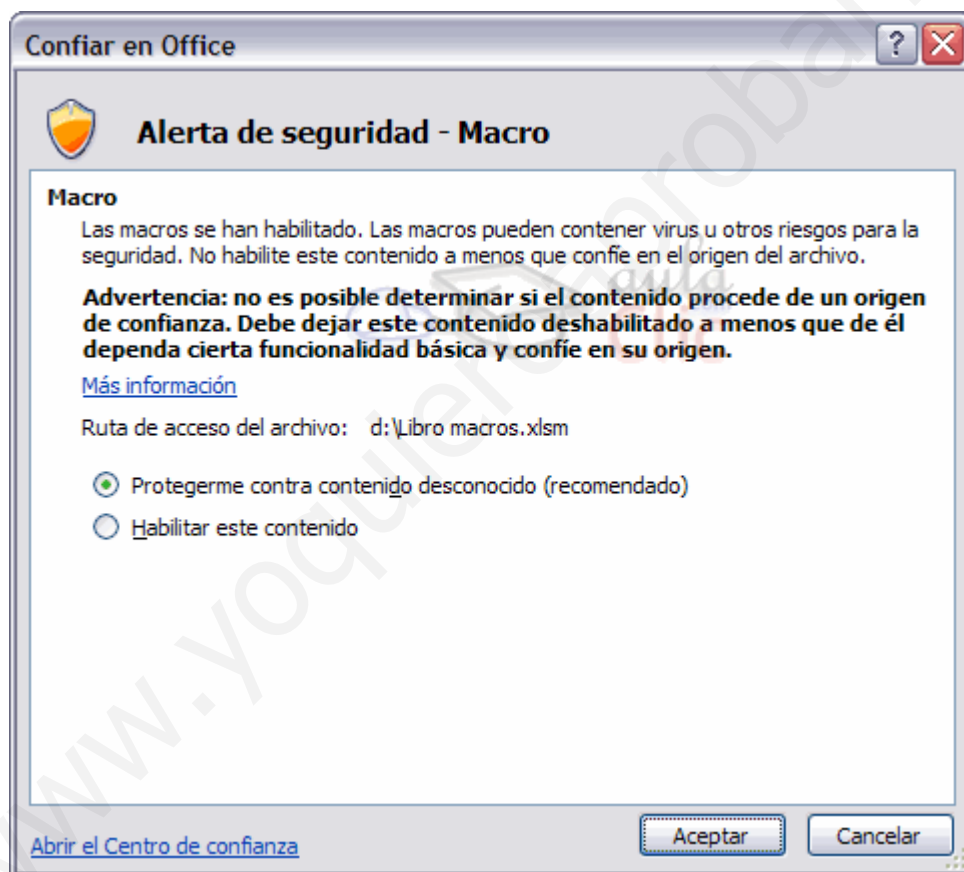 Confiar en Office
Alerta de seguridad - Macro
Macro
Las macros se han habilitado. Las macros pueden contener virus u otros riesgos para la
seguridad. No habilite este contenido a menos que confíe en el origen del archivo.
Advertencia: no es posible determinar si el contenido procede de un origen
de confianza. Debe dejar este contenido deshabilitado a menos que de él
dependa cierta funcionalidad básica y confíe en su origen.
Más información
Ruta de acceso del archivo: d:\Libro macros.xlsm
Protegerme contra contenido desconocido (recomendado)
Habilitar este contenido
Abrir el Centro de confianza
Aceptar
Cancelar
aula
Clic